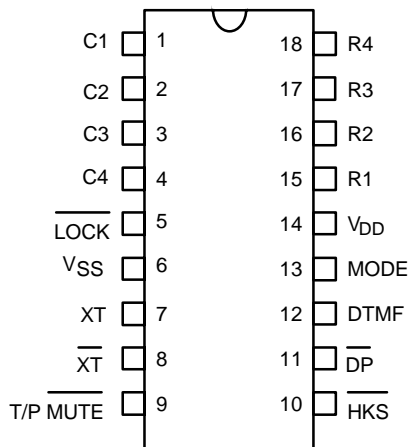 C1 1 18 R4
C2 2 17 R3
C3 3 16 R2
C4 4 15 R1
LOCK 5 14 VDD
VSS 6 13 MODE
XT 7 12 DTMF
XT 8 11 DP
T/P MUTE 9 10 HKS